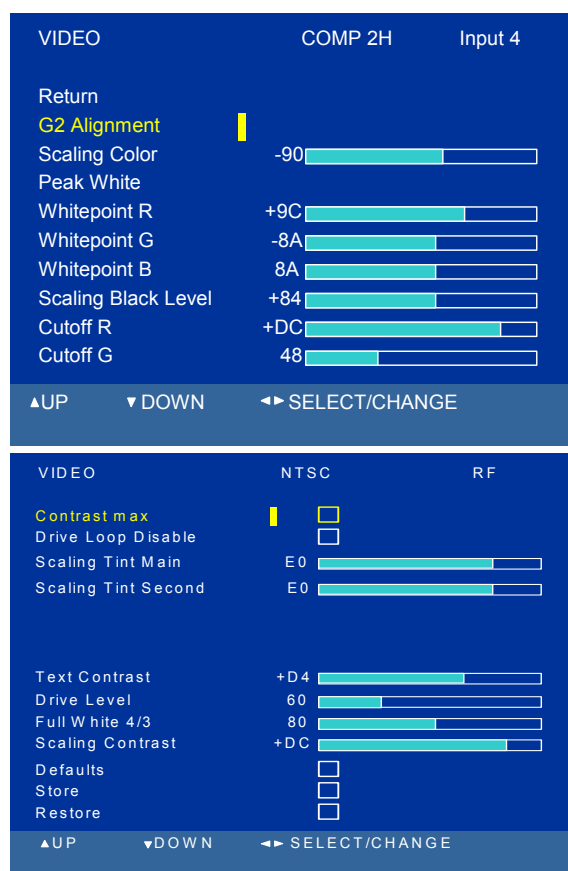 VIDEO COMP 2H Input 4
Return
G2 Alignment
Scaling Color -90
Peak White
Whitepoint R +9C
Whitepoint G -8A
Whitepoint B 8A
Scaling Black Level +84
Cutoff R +DC
Cutoff G 48
▲UP ▼DOWN ◄► SELECT/CHANGE
VIDEO NTSC RF
Contrast max
Drive Loop Disable
Scaling Tint Main E0
Scaling Tint Second E0
Text Contrast +D4
Drive Level 60
Full White 4/3 80
Scaling Contrast +DC
Defaults
Store
Restore
▲UP ▼DOWN ◄► SELECT/CHANGE